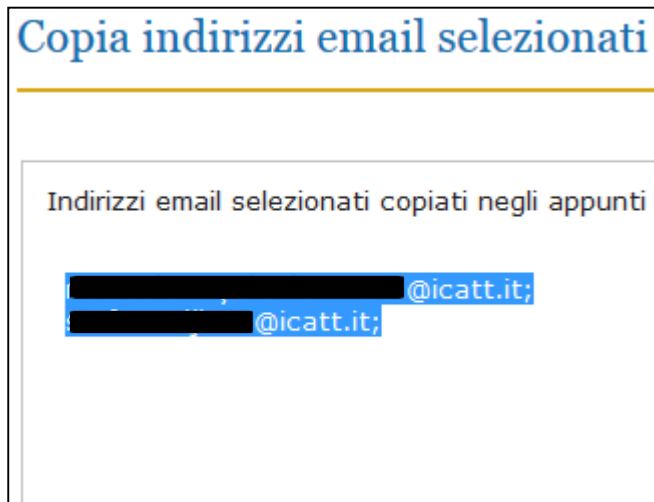 Copia indirizzi email selezionati
Indirizzi email selezionati copiati negli appunti
@icatt.it;
@icatt.it;